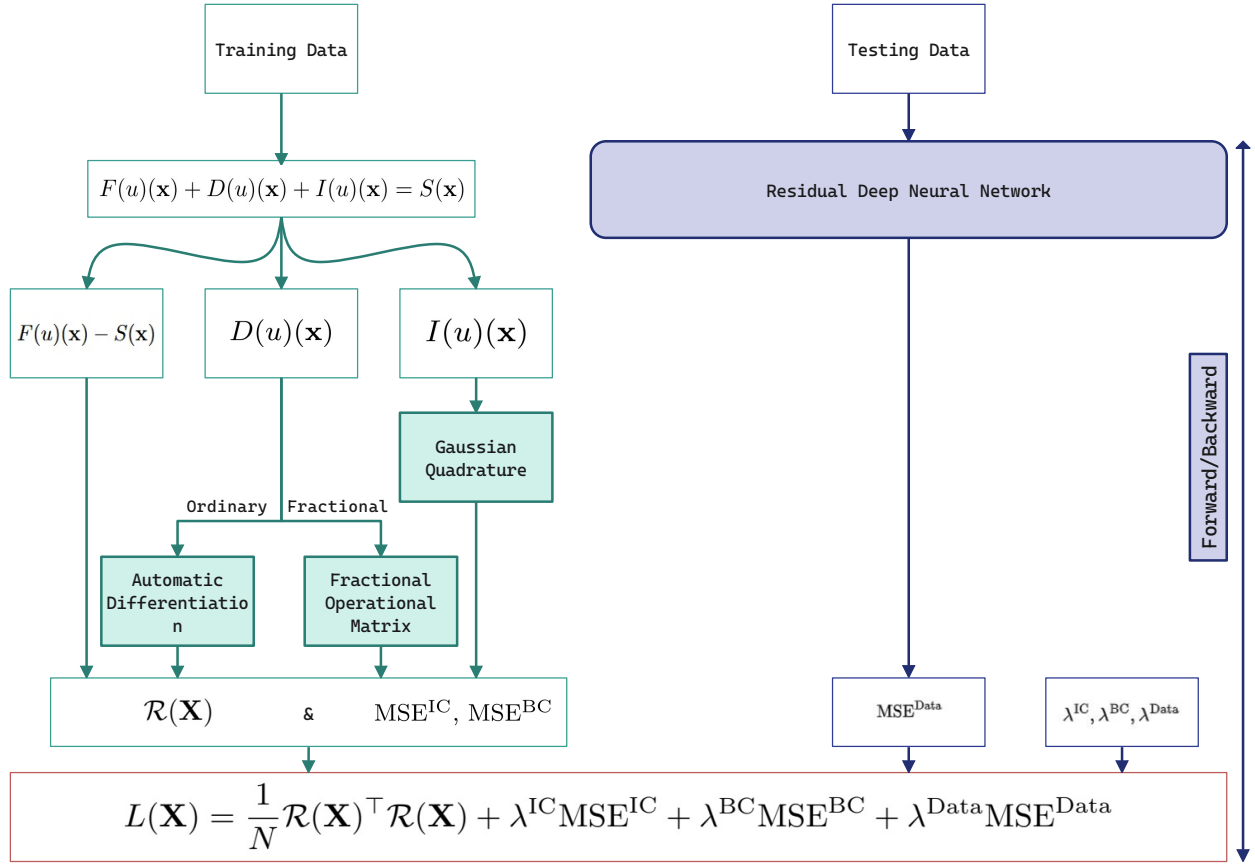 Training Data
Testing Data
F(u)(x) + D(u)(x) + I(u)(x) = S(x)
Residual Deep Neural Network
F(u)(x) − S(x)
D(u)(x)
I(u)(x)
Gaussian
Quadrature
Forward/Backward
Ordinary
Fractional
Automatic
Differentiatio
n
Fractional
Operational
Matrix
R(X) & MSE^IC, MSE^BC
MSE^Data
λ^IC, λ^BC, λ^Data
L(X) = 1/N R(X)^⊤ R(X) + λ^IC MSE^IC + λ^BC MSE^BC + λ^Data MSE^Data